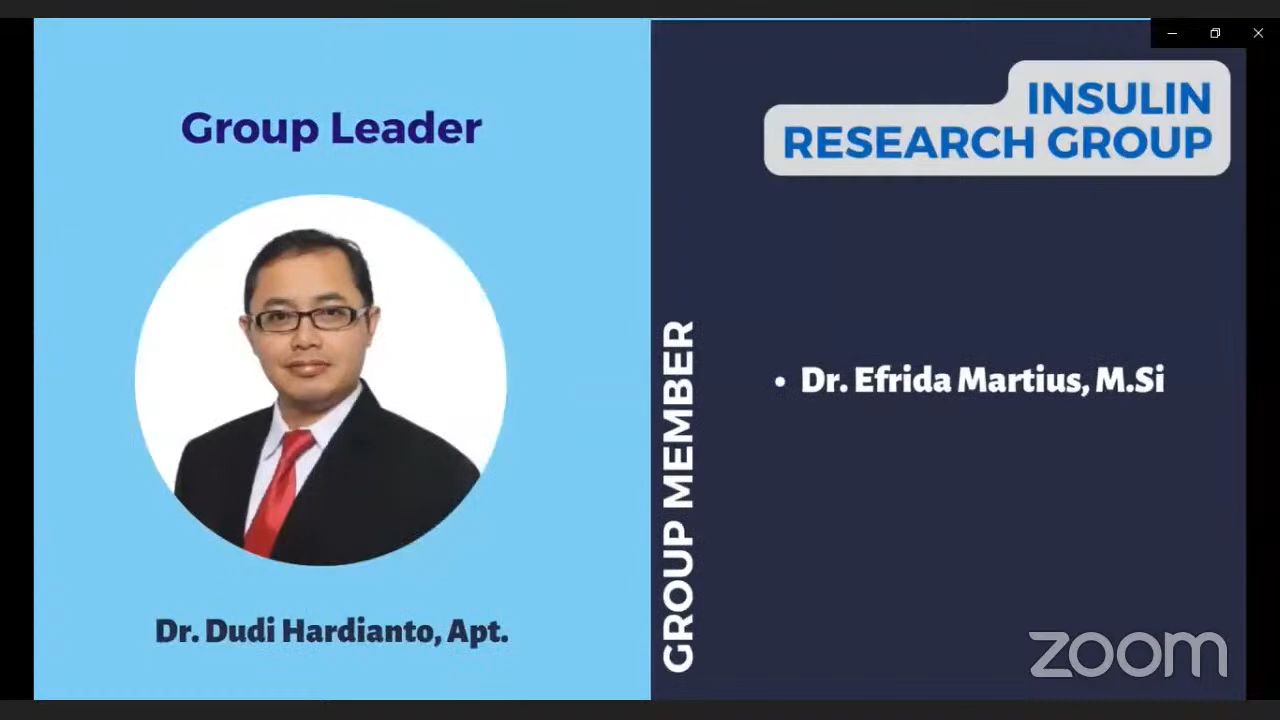 Group Leader
Dr. Dudi Hardianto, Apt.
INSULIN
RESEARCH GROUP
GROUP MEMBER
• Dr. Efrida Martius, M.Si
zoom